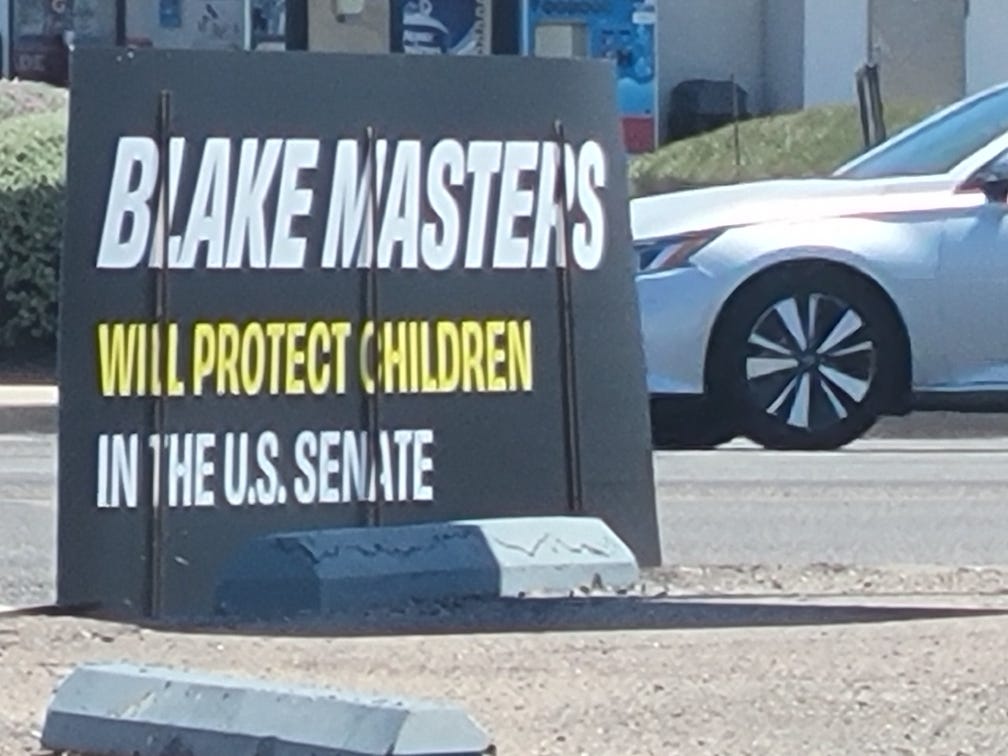 BLAKE MASTERS
WILL PROTECT CHILDREN
IN THE U.S. SENATE